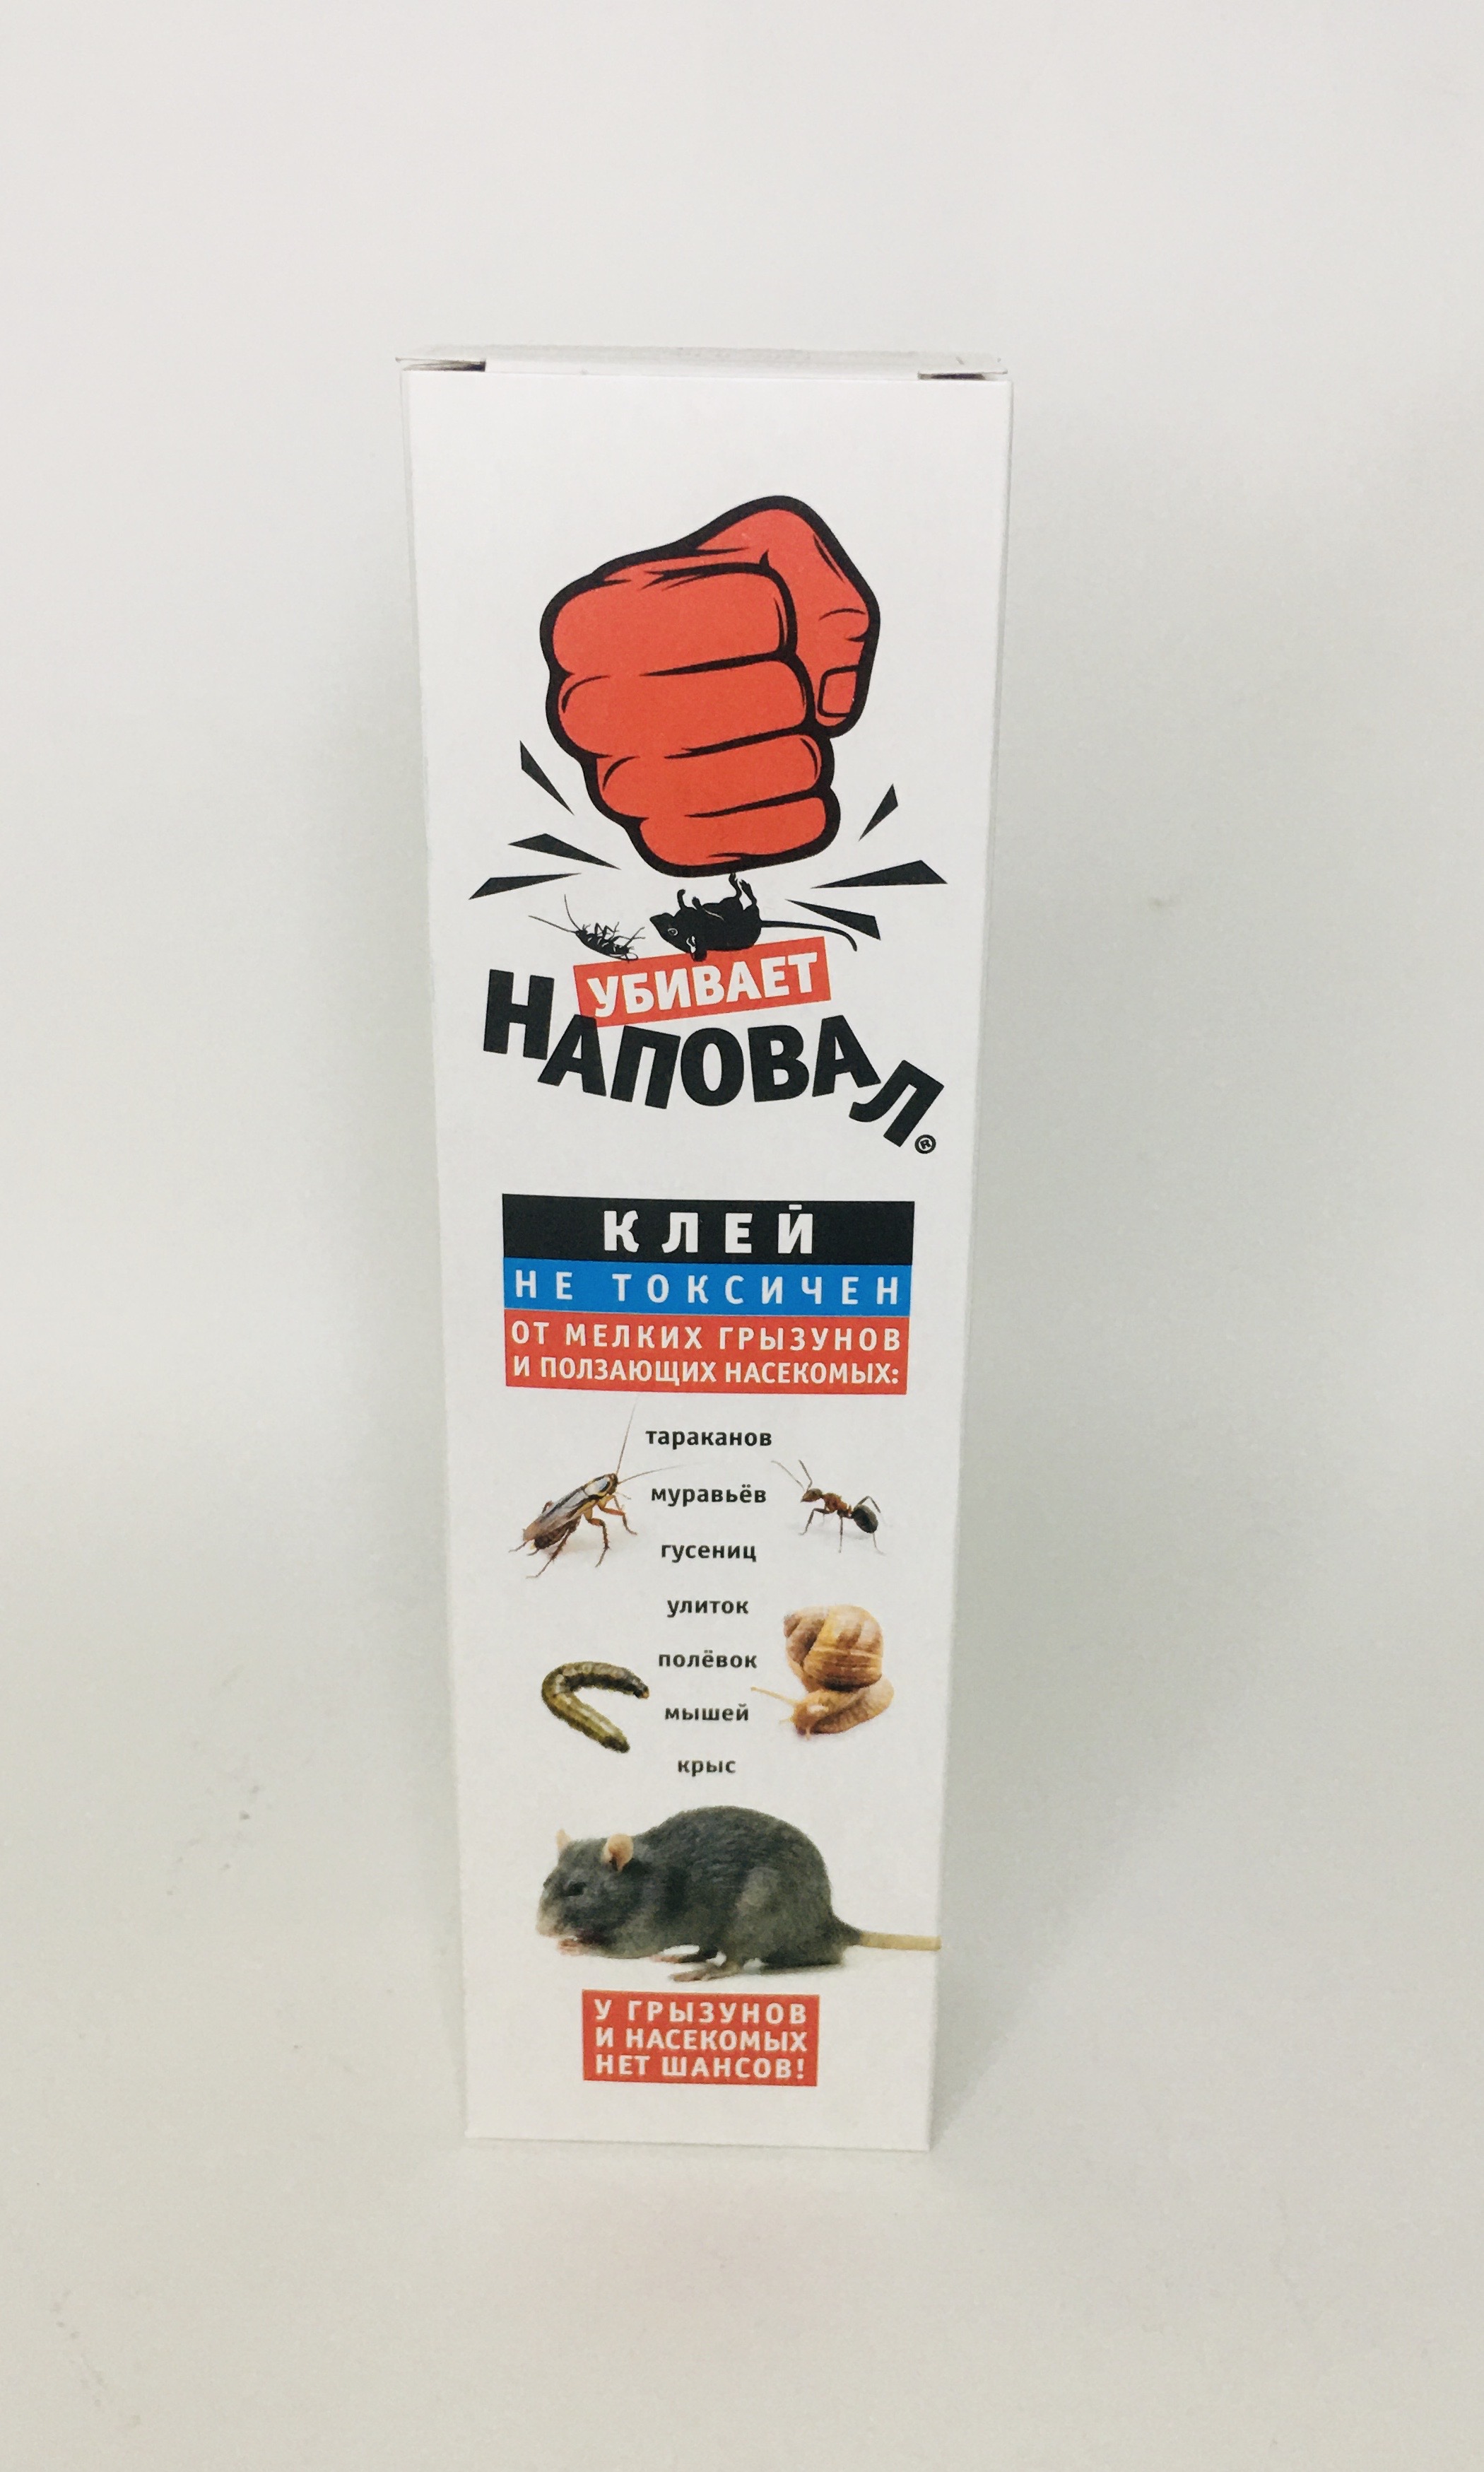 УБИВАЕТ
НАПОВАЛ®
КЛЕЙ
НЕ ТОКСИЧЕН
ОТ МЕЛКИХ ГРЫЗУНОВ
И ПОЛЗАЮЩИХ НАСЕКОМЫХ:
тараканов
муравьёв
гусениц
улиток
полёвок
мышей
крыс
У ГРЫЗУНОВ
И НАСЕКОМЫХ
НЕТ ШАНСОВ!